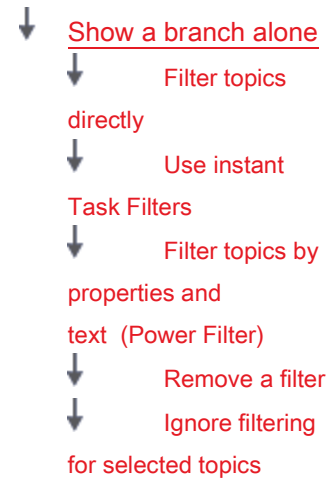 Show a branch alone
Filter topics
directly
Use instant
Task Filters
Filter topics by
properties and
text (Power Filter)
Remove a filter
Ignore filtering
for selected topics